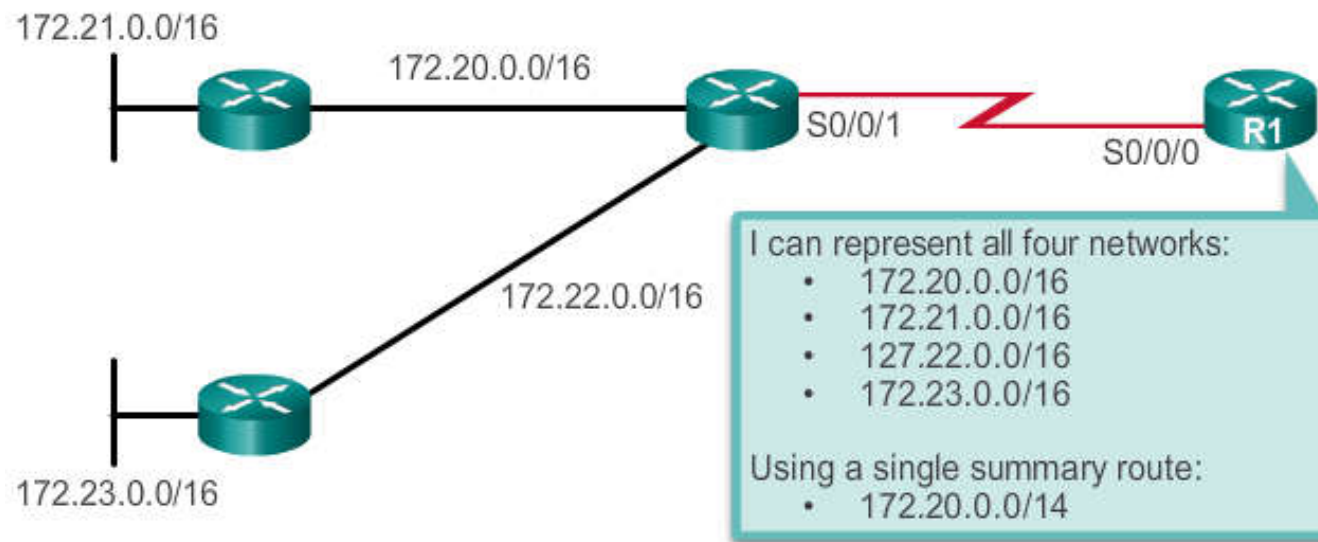 172.21.0.0/16
172.20.0.0/16
S0/0/1
S0/0/0
R1
172.22.0.0/16
172.23.0.0/16
I can represent all four networks:
• 172.20.0.0/16
• 172.21.0.0/16
• 127.22.0.0/16
• 172.23.0.0/16
Using a single summary route:
• 172.20.0.0/14